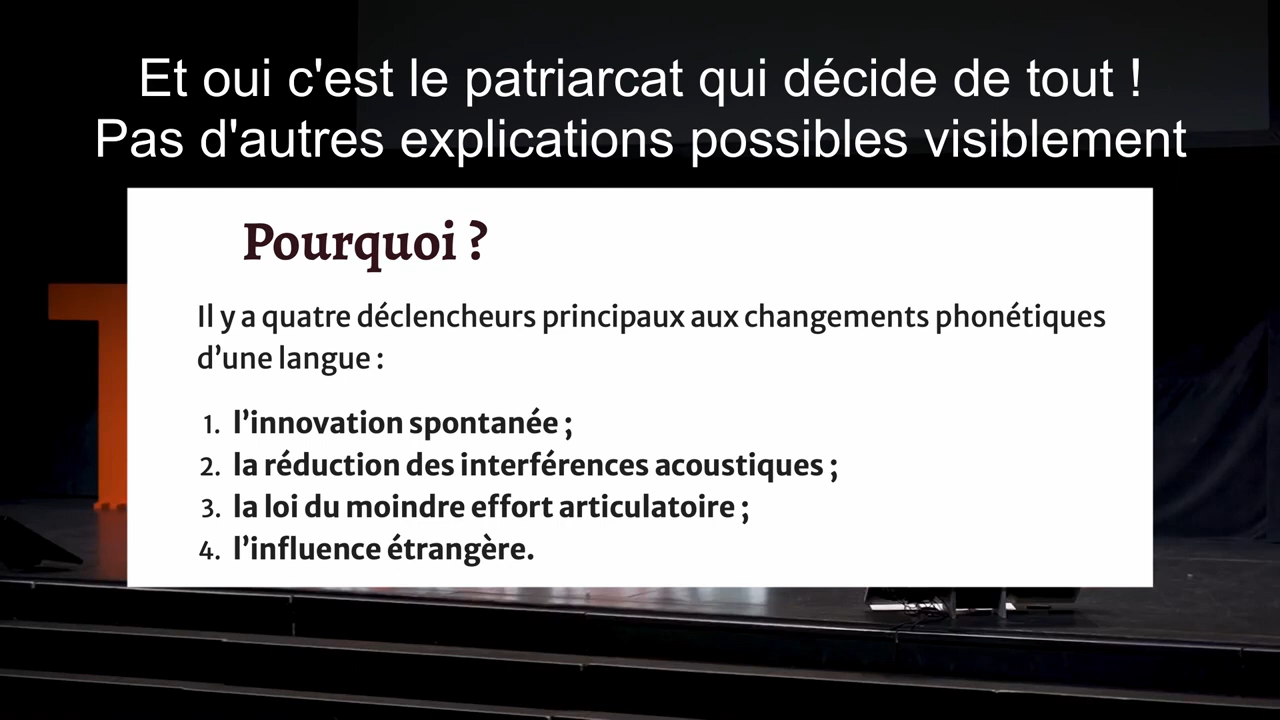 Et oui c'est le patriarcat qui décide de tout !
Pas d'autres explications possibles visiblement
Pourquoi ?
Il y a quatre déclencheurs principaux aux changements phonétiques
d’une langue :
1. l’innovation spontanée ;
2. la réduction des interférences acoustiques ;
3. la loi du moindre effort articulatoire ;
4. l’influence étrangère.
T